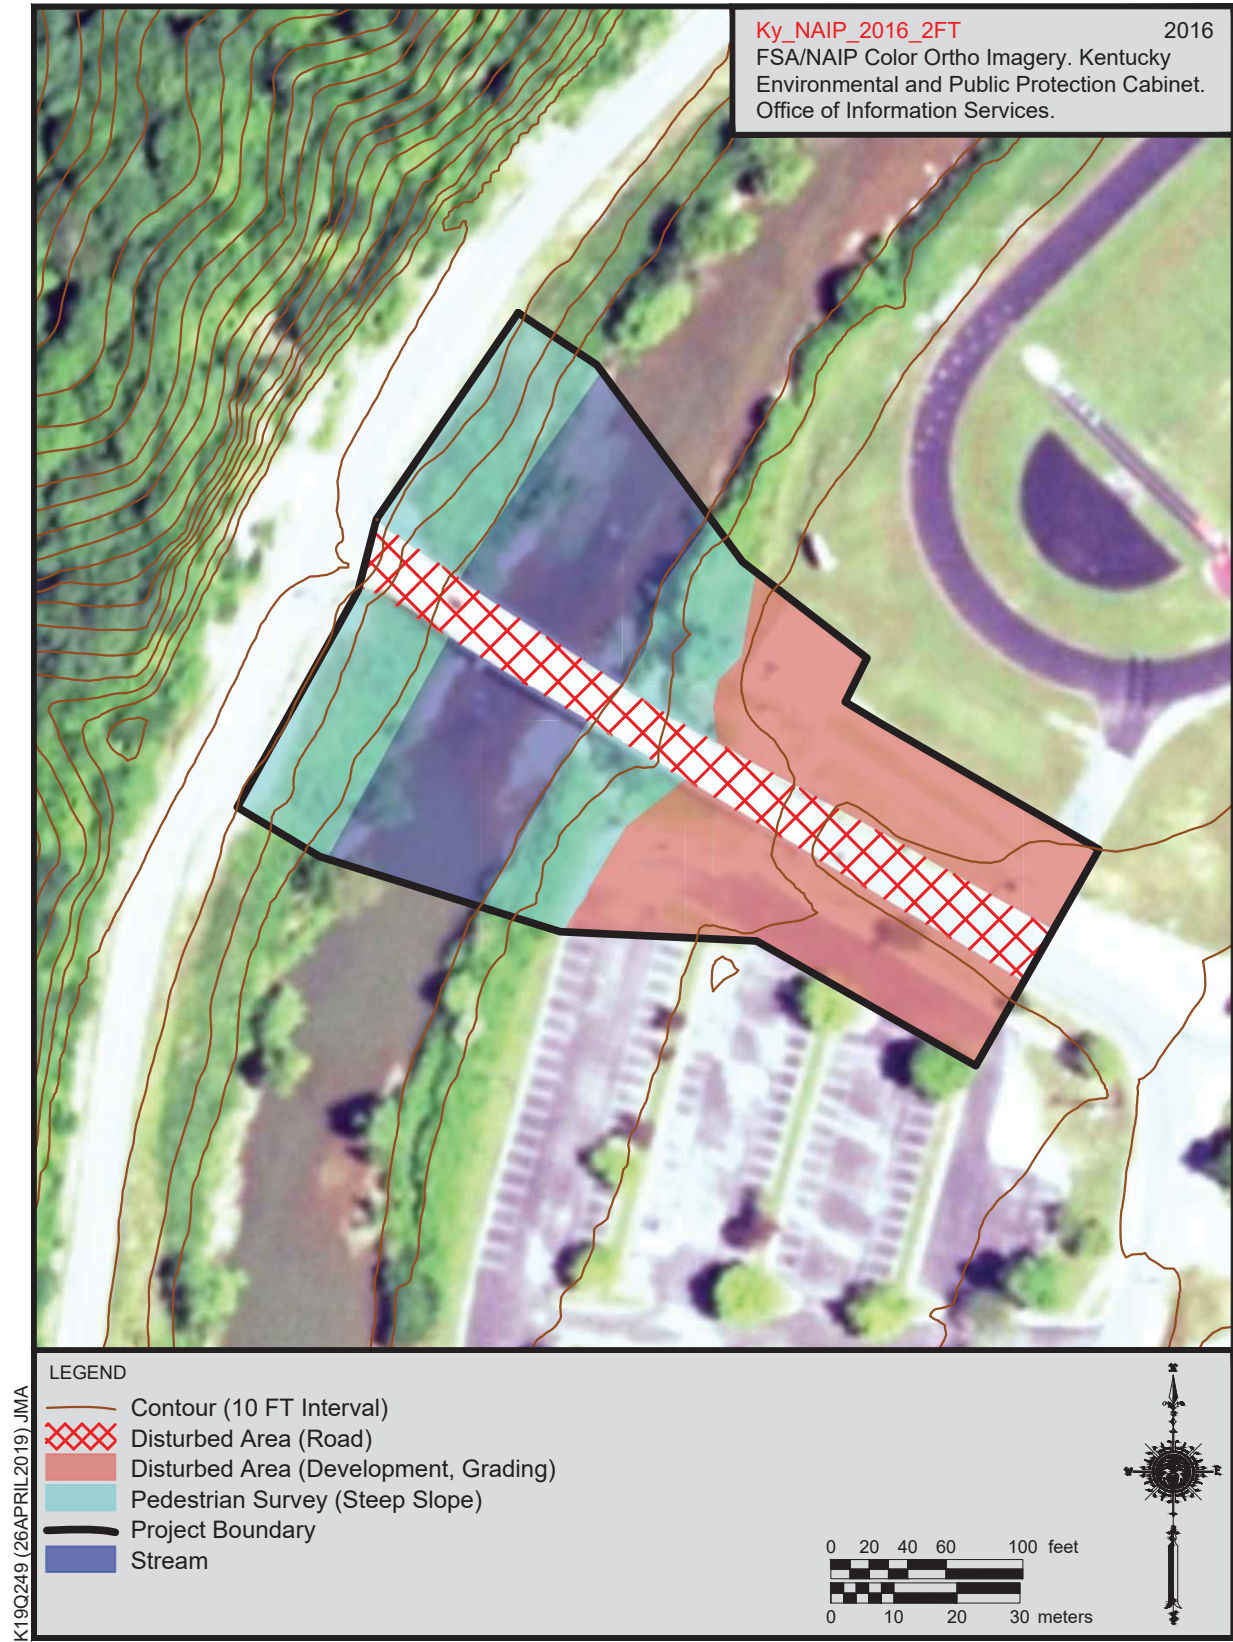 Ky_NAIP_2016_2FT 2016
FSA/NAIP Color Ortho Imagery. Kentucky
Environmental and Public Protection Cabinet.
Office of Information Services.
LEGEND
Contour (10 FT Interval)
Disturbed Area (Road)
Disturbed Area (Development, Grading)
Pedestrian Survey (Steep Slope)
Project Boundary
Stream
0 20 40 60 100 feet
0 10 20 30 meters
K19Q249 (26APRIL2019) JMA